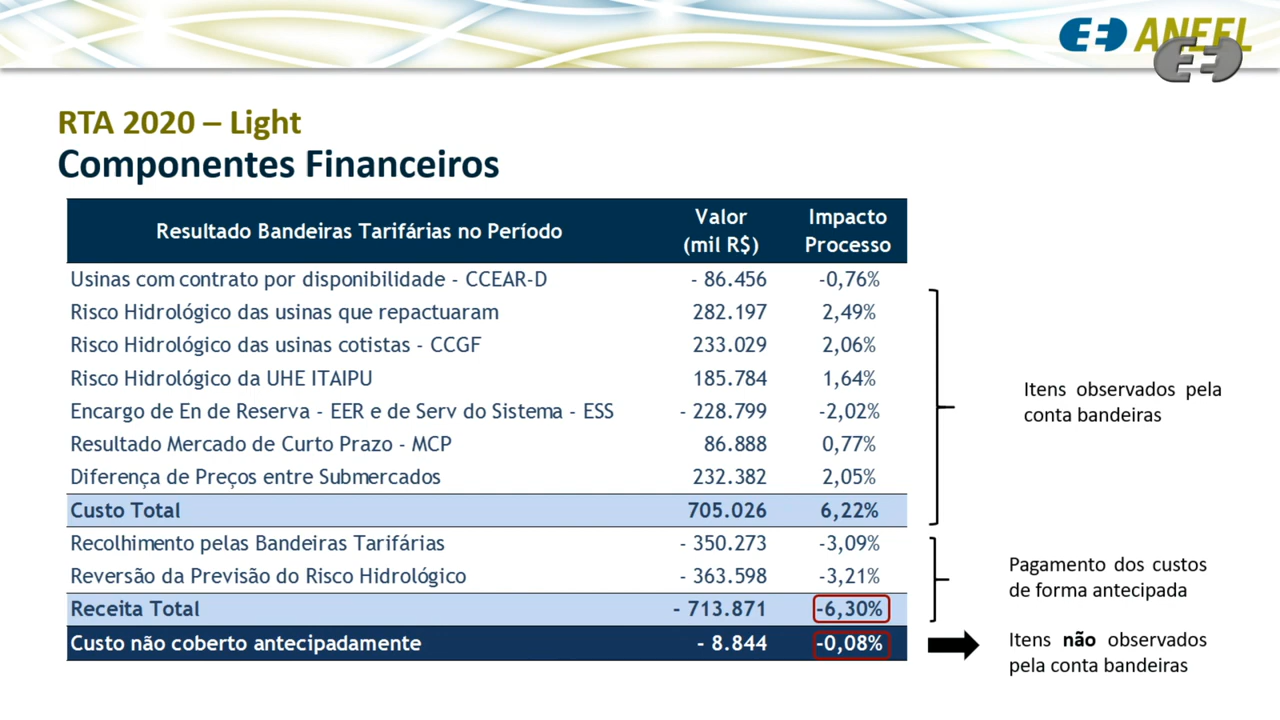 ANEEL
RTA 2020 – Light
Componentes Financeiros
Resultado Bandeiras Tarifárias no Período Valor (mil R$) Impacto Processo
Usinas com contrato por disponibilidade - CCEAR-D - 86.456 -0,76%
Risco Hidrológico das usinas que repactuaram 282.197 2,49%
Risco Hidrológico das usinas cotistas - CCGF 233.029 2,06%
Risco Hidrológico da UHE ITAIPU 185.784 1,64%
Encargo de En de Reserva - EER e de Serv do Sistema - ESS - 228.799 -2,02%
Resultado Mercado de Curto Prazo - MCP 86.888 0,77%
Diferença de Preços entre Submercados 232.382 2,05%
Custo Total 705.026 6,22%
Recolhimento pelas Bandeiras Tarifárias - 350.273 -3,09%
Reversão da Previsão do Risco Hidrológico - 363.598 -3,21%
Receita Total - 713.871 -6,30%
Custo não coberto antecipadamente - 8.844 -0,08%
Itens observados pela
conta bandeiras
Pagamento dos custos
de forma antecipada
Itens não observados
pela conta bandeiras